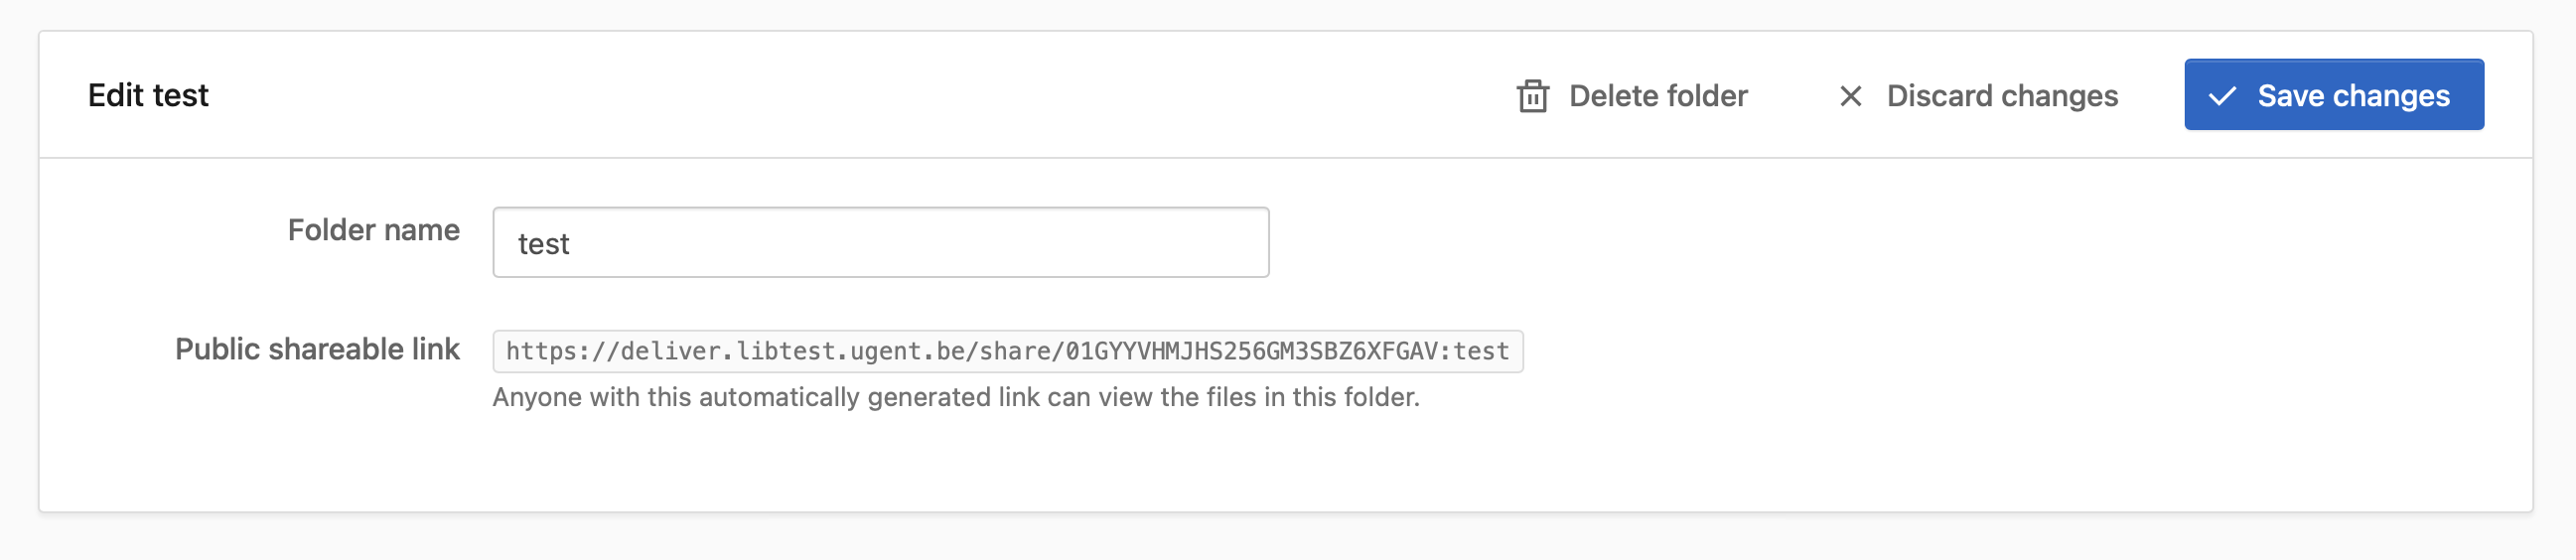 Edit test
Delete folder
Discard changes
Save changes
Folder name
test
Public shareable link
https://deliver.libtest.ugent.be/share/01GYYVHMJHS256GM3SBZ6XFGAV:test
Anyone with this automatically generated link can view the files in this folder.